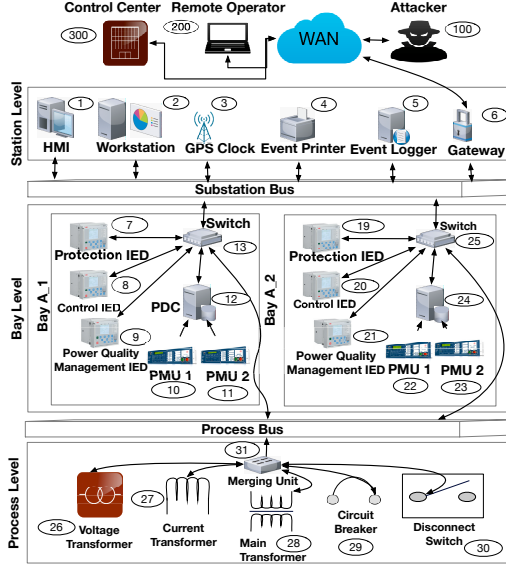 Control Center
Remote Operator
Attacker
300
200
WAN
100
Station Level
1
2
3
4
5
6
HMI
Workstation
GPS Clock
Event Printer
Event Logger
Gateway
Substation Bus
Bay Level
Bay A_1
7
Protection IED
Switch
13
8
Control IED
PDC
12
9
Power Quality
Management IED
PMU 1
PMU 2
10
11
Bay A_2
19
Protection IED
Switch
25
20
Control IED
24
21
Power Quality
Management IED
PMU 1
PMU 2
22
23
Process Bus
Process Level
31
Merging Unit
26
Voltage
Transformer
27
Current
Transformer
Main
Transformer
28
Circuit
Breaker
29
Disconnect
Switch
30